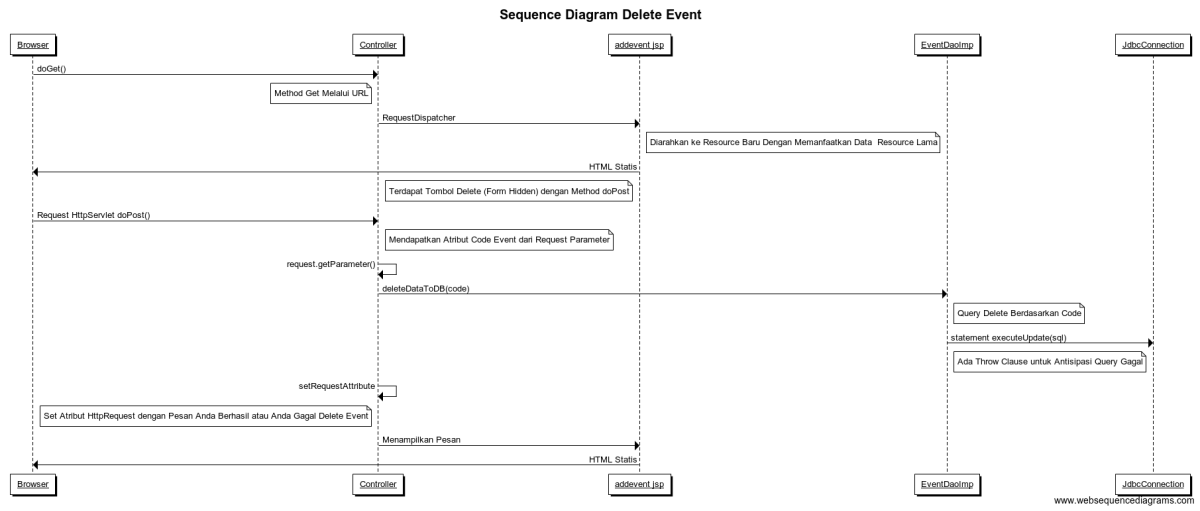 Sequence Diagram Delete Event
Browser
Controller
addevent.jsp
EventDaoImp
JdbcConnection
doGet()
Method Get Melalui URL
RequestDispatcher
Diarahkan ke Resource Baru Dengan Memanfaatkan Data  Resource Lama
HTML Statis
Terdapat Tombol Delete (Form Hidden) dengan Method doPost
Request HttpServlet doPost()
Mendapatkan Atribut Code Event dari Request Parameter
request.getParameter()
deleteDataToDB(code)
Query Delete Berdasarkan Code
statement executeUpdate(sql)
Ada Throw Clause untuk Antisipasi Query Gagal
setRequestAttribute
Set Atribut HttpRequest dengan Pesan Anda Berhasil atau Anda Gagal Delete Event
Menampilkan Pesan
HTML Statis
Browser
Controller
addevent.jsp
EventDaoImp
JdbcConnection
www.websequencediagrams.com